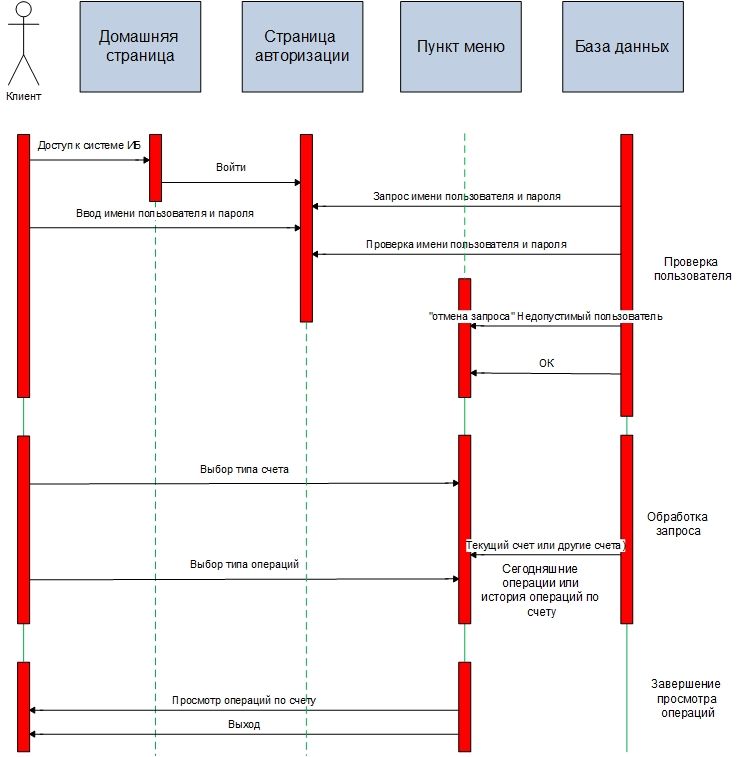 Домашняя
страница
Страница
авторизации
Пункт меню
База данных
Клиент
Доступ к системе ИБ
Войти
Запрос имени пользователя и пароля
Ввод имени пользователя и пароля
Проверка имени пользователя и пароля
Проверка
пользователя
"отмена запроса" Недопустимый пользователь
ОК
Выбор типа счета
Обработка
запроса
Текущий счет или другие счета)
Выбор типа операций
Сегодняшние
операции или
история операций по
счету
Завершение
просмотра
операций
Просмотр операций по счету
Выход